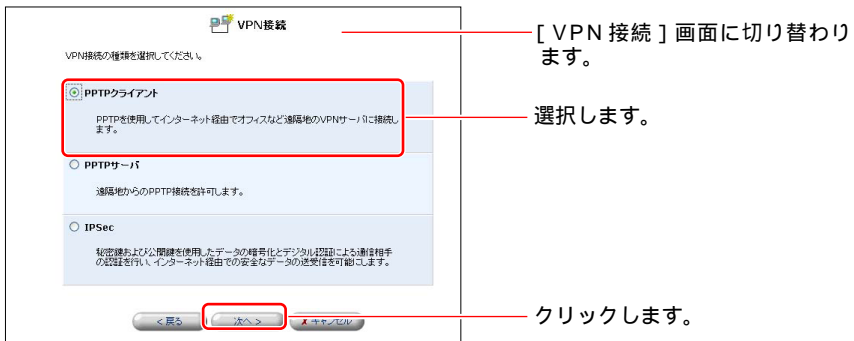 VPN接続
VPN接続の種類を選択してください。
PPTPクライアント
PPTPを使用してインターネット経由でオフィスなど遠隔地のVPNサーバに接続し
ます。
PPTPサーバ
遠隔地からのPPTP接続を許可します。
IPSec
秘密鍵および公開鍵を使用したデータの暗号化とデジタル認証による通信相手
の認証を行い、インターネット経由での安全なデータの送受信を可能にします。
<戻る
次へ>
キャンセル
[VPN接続]画面に切り替わり
ます。
選択します。
クリックします。